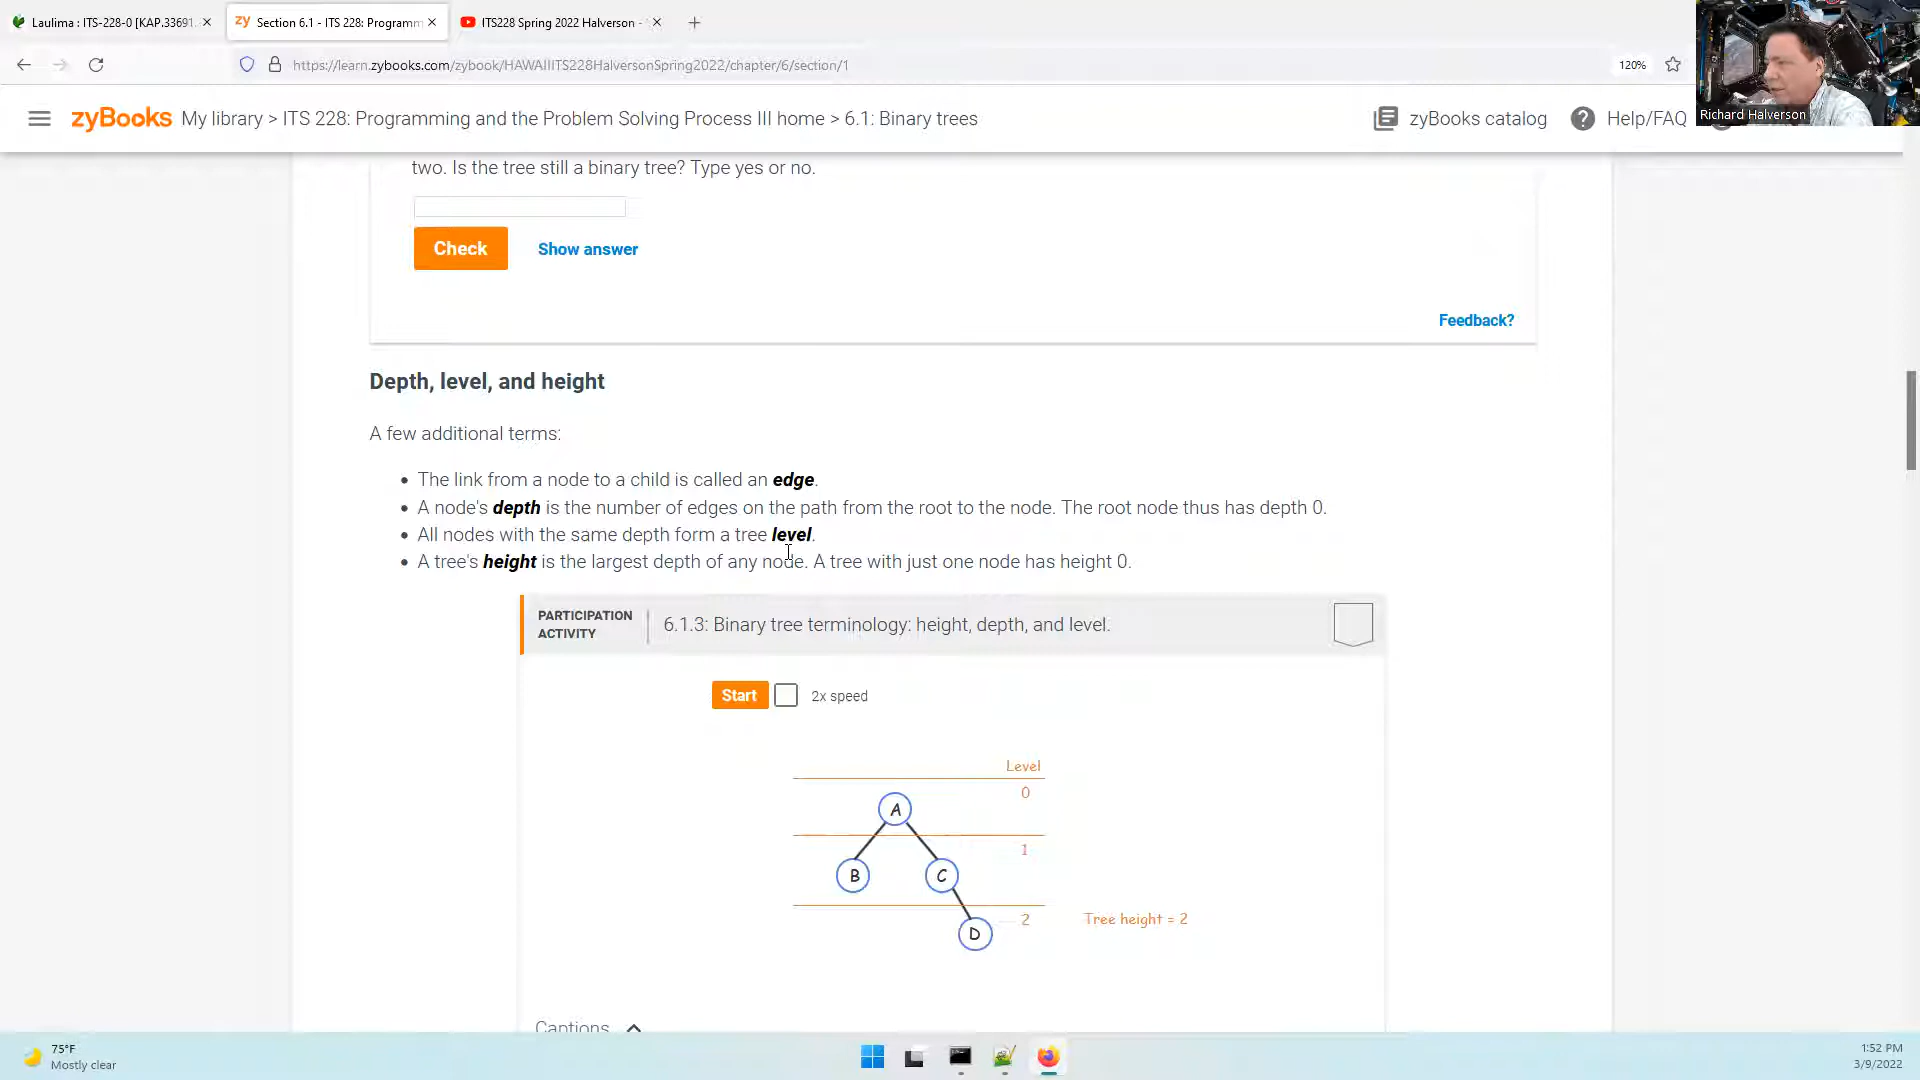 Laulima : ITS-228-0 [KAP.33691.
zy Section 6.1 - ITS 228: Programm
ITS228 Spring 2022 Halverson -
https://learn.zybooks.com/zybook/HAWAIIITS228HalversonSpring2022/chapter/6/section/1
120%
Richard Halverson
zyBooks My library > ITS 228: Programming and the Problem Solving Process III home > 6.1: Binary trees
zyBooks catalog
? Help/FAQ
two. Is the tree still a binary tree? Type yes or no.
Check
Show answer
Feedback?
Depth, level, and height
A few additional terms:
• The link from a node to a child is called an edge.
• A node's depth is the number of edges on the path from the root to the node. The root node thus has depth 0.
• All nodes with the same depth form a tree level.
• A tree's height is the largest depth of any node. A tree with just one node has height 0.
PARTICIPATION
ACTIVITY
6.1.3: Binary tree terminology: height, depth, and level.
Start
2x speed
Level
0
A
1
B
C
2
Tree height = 2
D
Captions
75°F
Mostly clear
1:52 PM
3/9/2022